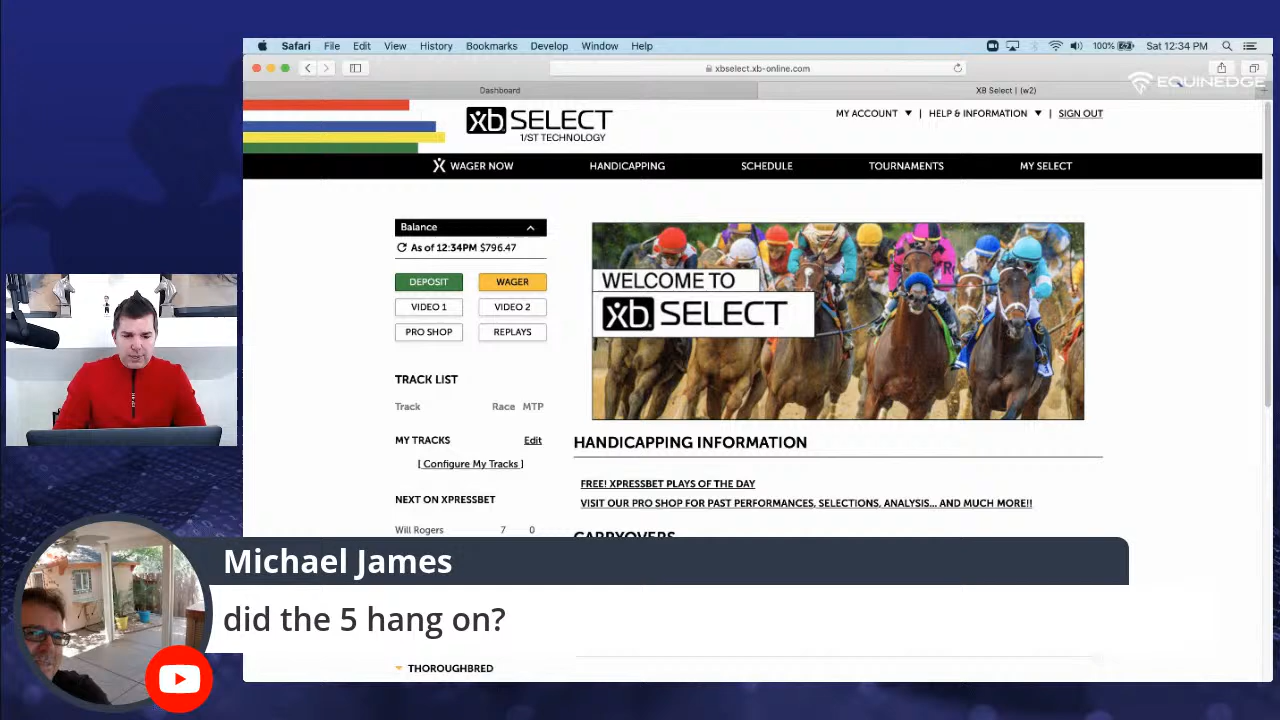 Safari File Edit View History Bookmarks Develop Window Help 100% Sat 12:34 PM
xbselect.xb-online.com
Dashboard XB Select | (w2)
EQUINEDGE
xb SELECT
1/ST TECHNOLOGY
MY ACCOUNT | HELP & INFORMATION | SIGN OUT
X WAGER NOW HANDICAPPING SCHEDULE TOURNAMENTS MY SELECT
Balance
As of 12:34PM $796.47
DEPOSIT WAGER
VIDEO 1 VIDEO 2
PRO SHOP REPLAYS
TRACK LIST
Track Race MTP
MY TRACKS Edit
[ Configure My Tracks ]
NEXT ON XPRESSBET
Will Rogers 7 0
WELCOME TO
xb SELECT
HANDICAPPING INFORMATION
FREE! XPRESSBET PLAYS OF THE DAY
VISIT OUR PRO SHOP FOR PAST PERFORMANCES, SELECTIONS, ANALYSIS... AND MUCH MORE!!
CARRYOVERS
Michael James
did the 5 hang on?
THOROUGHBRED